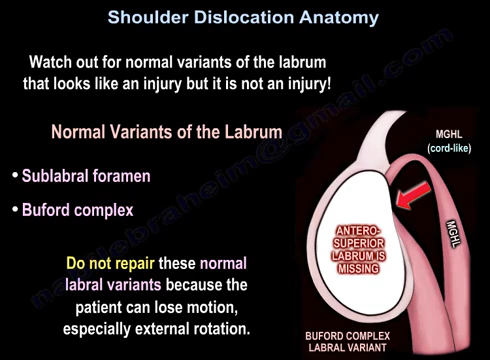 Shoulder Dislocation Anatomy
Watch out for normal variants of the labrum
that looks like an injury but it is not an injury!
Normal Variants of the Labrum
• Sublabral foramen
• Buford complex
Do not repair these normal
labral variants because the
patient can lose motion,
especially external rotation.
MGHL
(cord-like)
MGHL
ANTERO-
SUPERIOR
LABRUM IS
MISSING
BUFORD COMPLEX
LABRAL VARIANT